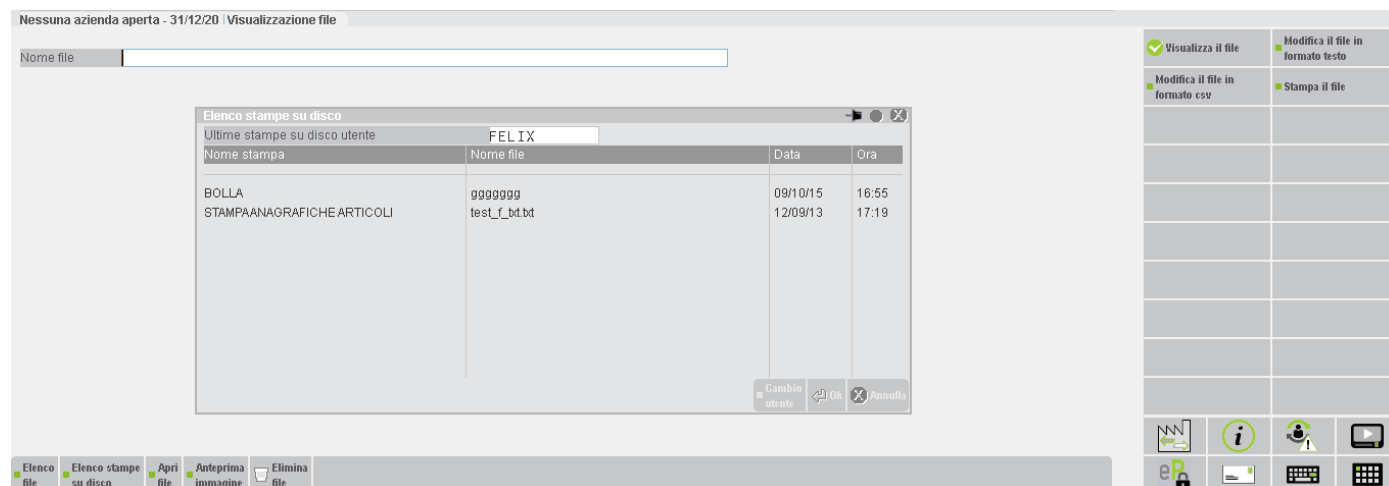 Nessuna azienda aperta - 31/12/20 | Visualizzazione file
Nome file
Elenco stampe su disco
Ultime stampe su disco utente FELIX
Nome stampa Nome file Data Ora
BOLLA ggggggg 09/10/15 16:55
STAMPAANAGRAFICHE ARTICOLI test_f_txt.txt 12/09/13 17:19
Cambio
utente
Ok
Annulla
Visualizza il file
Modifica il file in
formato testo
Modifica il file in
formato csv
Stampa il file
Elenco
file
Elenco stampe
su disco
Apri
file
Anteprima
immagine
Elimina
file